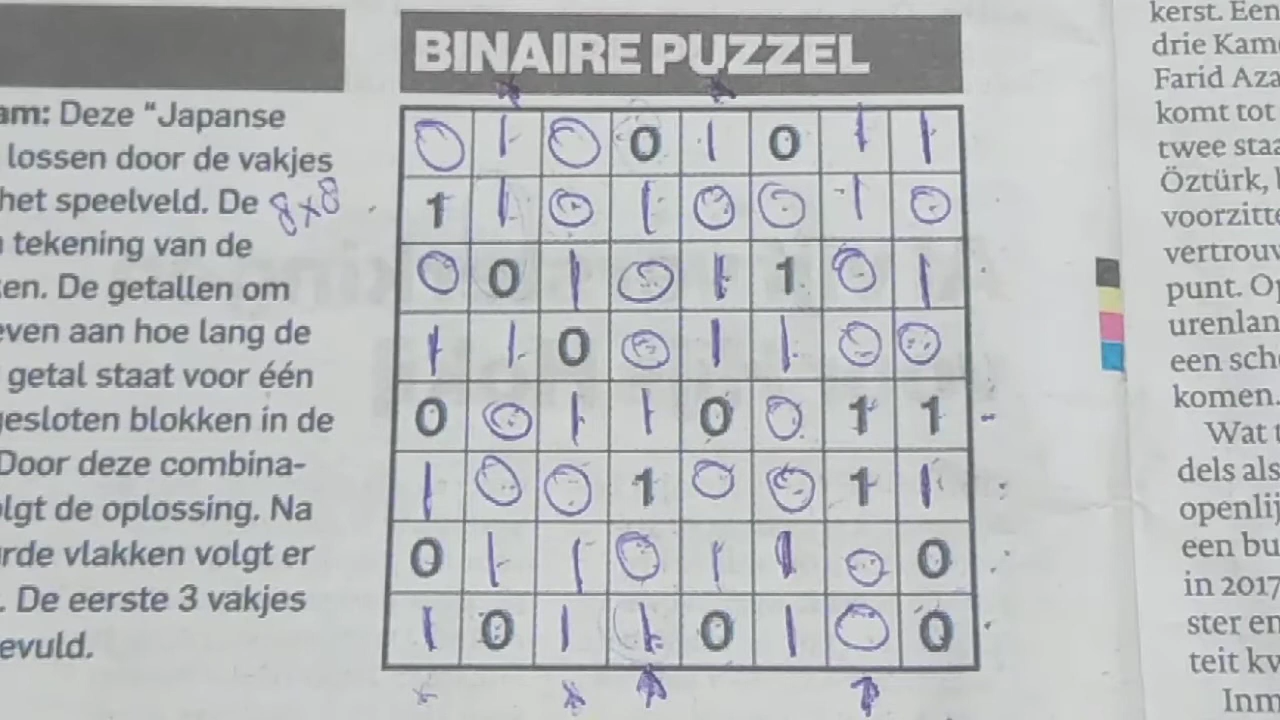 BINAIRE PUZZEL
am: Deze "Japanse
lossen door de vakjes
het speelveld. De 8x8
tekening van de
en. De getallen om
even aan hoe lang de
getal staat voor één
gesloten blokken in de
Door deze combina-
lgt de oplossing. Na
rde vlakken volgt er
. De eerste 3 vakjes
evuld.
0 1 0 0 1 0 1 1
1 1 0 1 0 0 1 0
0 0 1 0 1 1 0 1
1 1 0 0 1 1 0 0
0 0 1 1 0 0 1 1
1 0 0 1 0 0 1 1
0 1 1 0 1 1 0 0
1 0 1 1 0 1 0 0
kerst. Een
drie Kam
Farid Aza
komt tot
twee staa
Öztürk,
voorzitt
vertrouw
punt. Op
urenlan
een sch
komen.
Wat
dels als
openlij
een bu
in 2017
ster en
teit kw
Inm